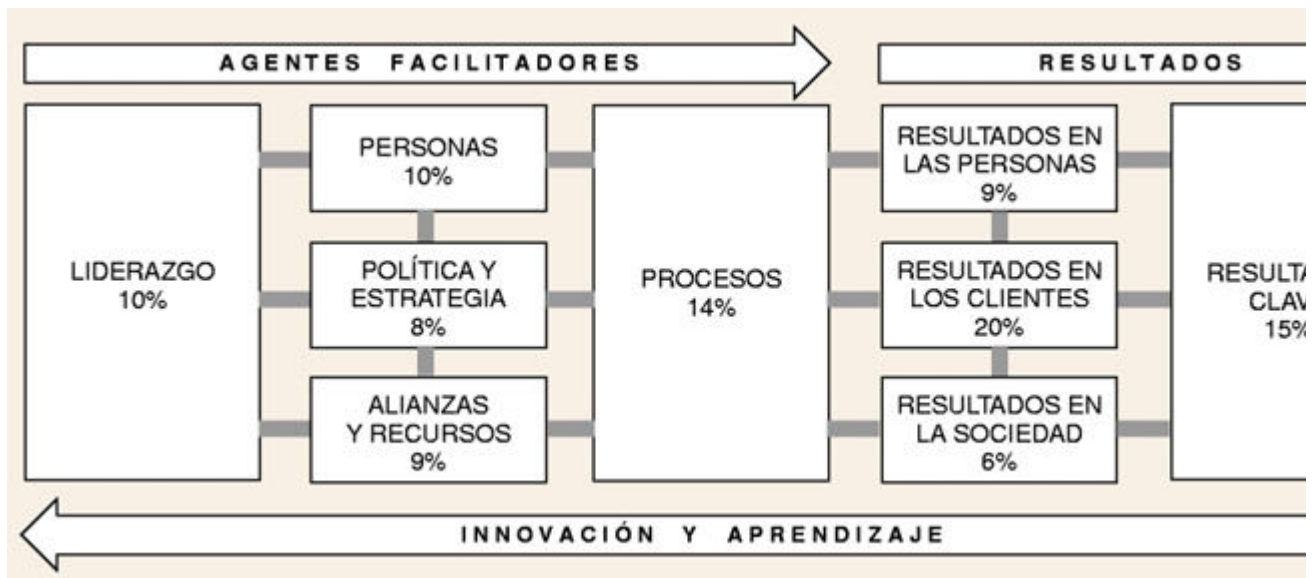 AGENTES FACILITADORES
RESULTADOS
LIDERAZGO
10%
PERSONAS
10%
POLÍTICA Y
ESTRATEGIA
8%
ALIANZAS
Y RECURSOS
9%
PROCESOS
14%
RESULTADOS EN
LAS PERSONAS
9%
RESULTADOS EN
LOS CLIENTES
20%
RESULTADOS EN
LA SOCIEDAD
6%
15%
INNOVACIÓN Y APRENDIZAJE